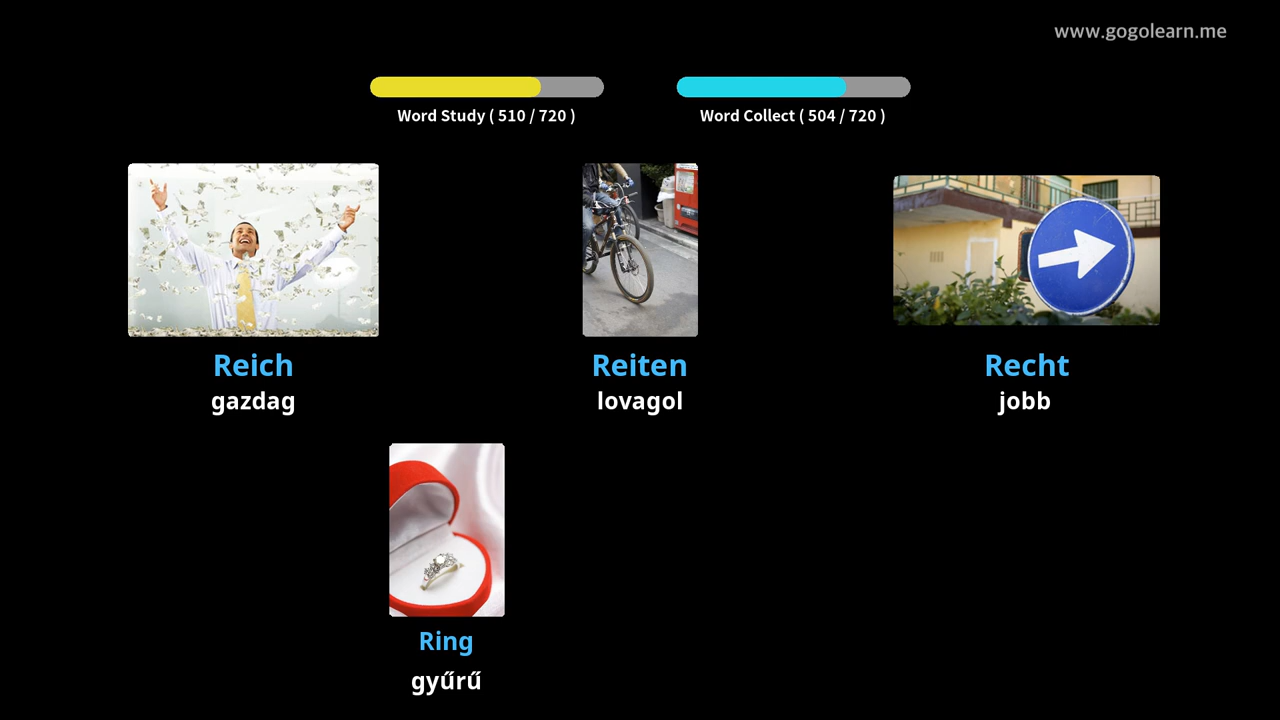 www.gogolearn.me
Word Study ( 510 / 720 )
Word Collect ( 504 / 720 )
Reich
gazdag
Reiten
lovagol
Recht
jobb
Ring
gyűrű